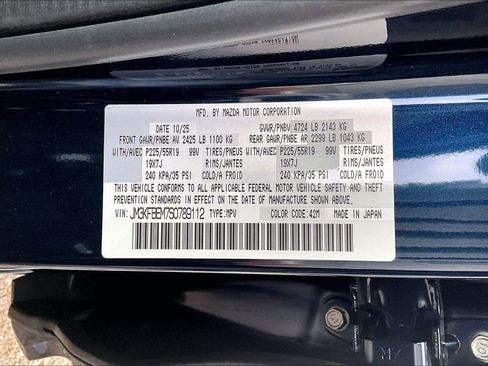 MFD. BY MAZDA MOTOR CORPORATION
DATE 10/25 GVWR/PNBV 4724 LB 2143 KG
FRONT GAWR/PNBE AV 2425 LB 1100 KG REAR GAWR/PNBE AR 2299 LB 1043 KG
WITH/AVEC P225/55R19 99V TIRES/PNEUS WITH/AVEC P225/55R19 99V TIRES/PNEUS
19X7J RIMS/JANTES 19X7J RIMS/JANTES
240 KPA/35 PSI COLD/A FROID 240 KPA/35 PSI COLD/A FROID
THIS VEHICLE CONFORMS TO ALL APPLICABLE FEDERAL MOTOR VEHICLE SAFETY AND
THEFT PREVENTION STANDARDS IN EFFECT ON THE DATE OF MANUFACTURE SHOWN ABOVE.
VIN: JM3KFBEM7S0789112 TYPE:MPV COLOR CODE:42M MADE IN JAPAN